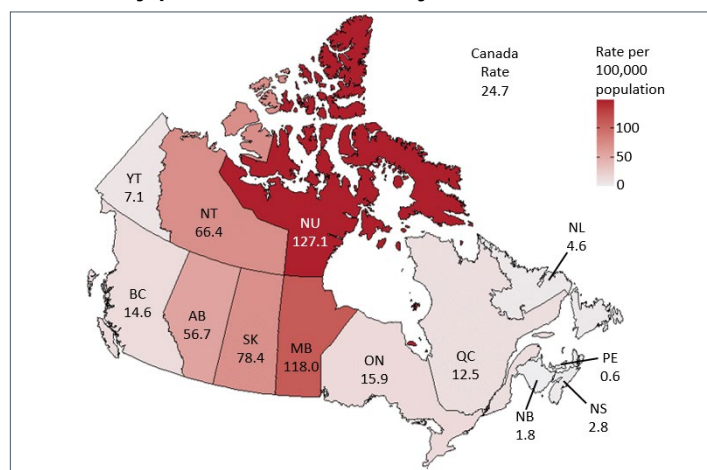 Canada
Rate
24.7
Rate per
100,000
population
100
50
0
YT
7.1
NT
66.4
NU
127.1
NL
4.6
BC
14.6
AB
56.7
SK
78.4
MB
118.0
ON
15.9
QC
12.5
PE
0.6
NB
1.8
NS
2.8